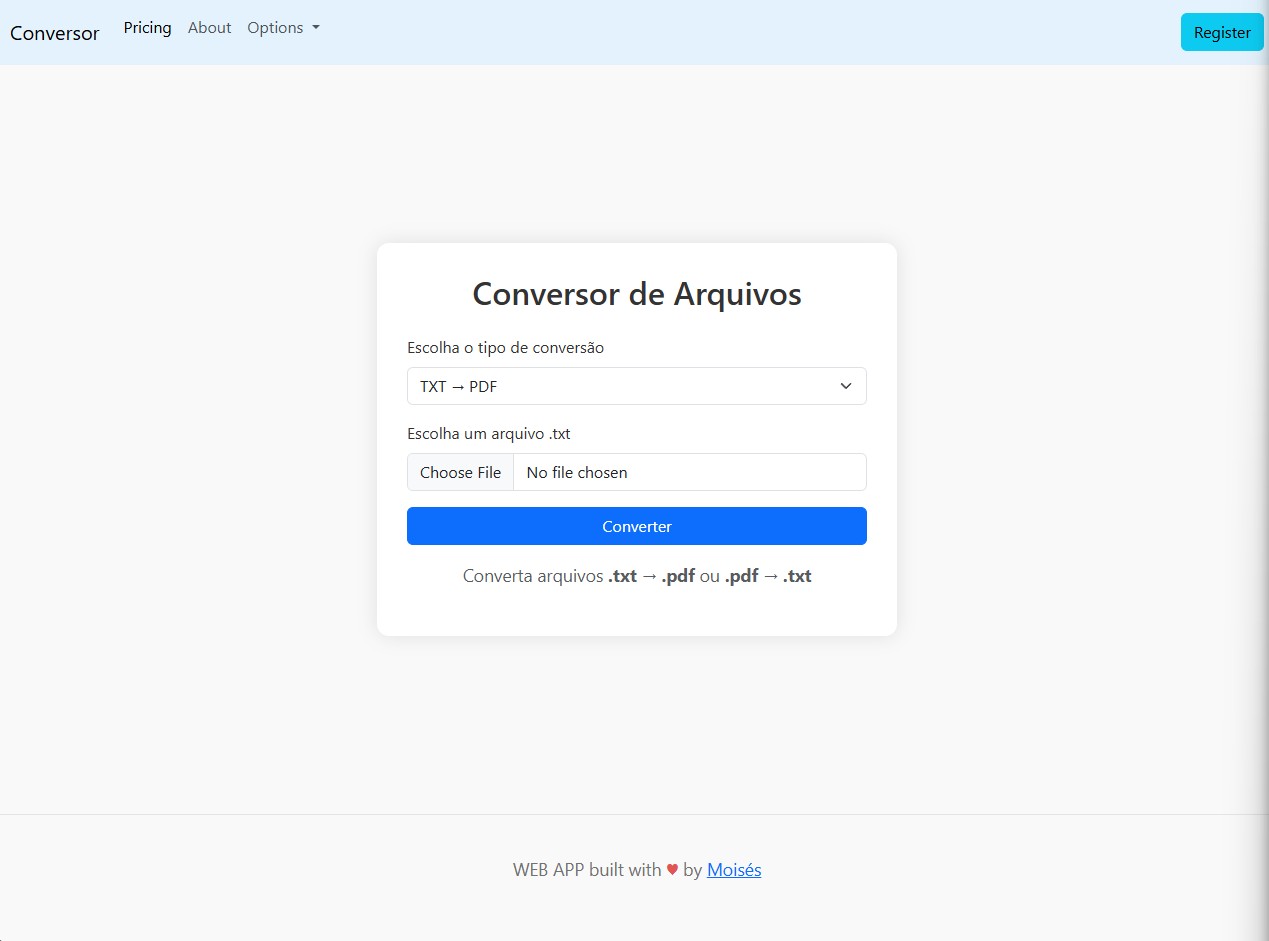 Conversor Pricing About Options Register
Conversor de Arquivos
Escolha o tipo de conversão
TXT → PDF
Escolha um arquivo .txt
Choose File No file chosen
Converter
Converta arquivos .txt → .pdf ou .pdf → .txt
WEB APP built with ♥ by Moisés